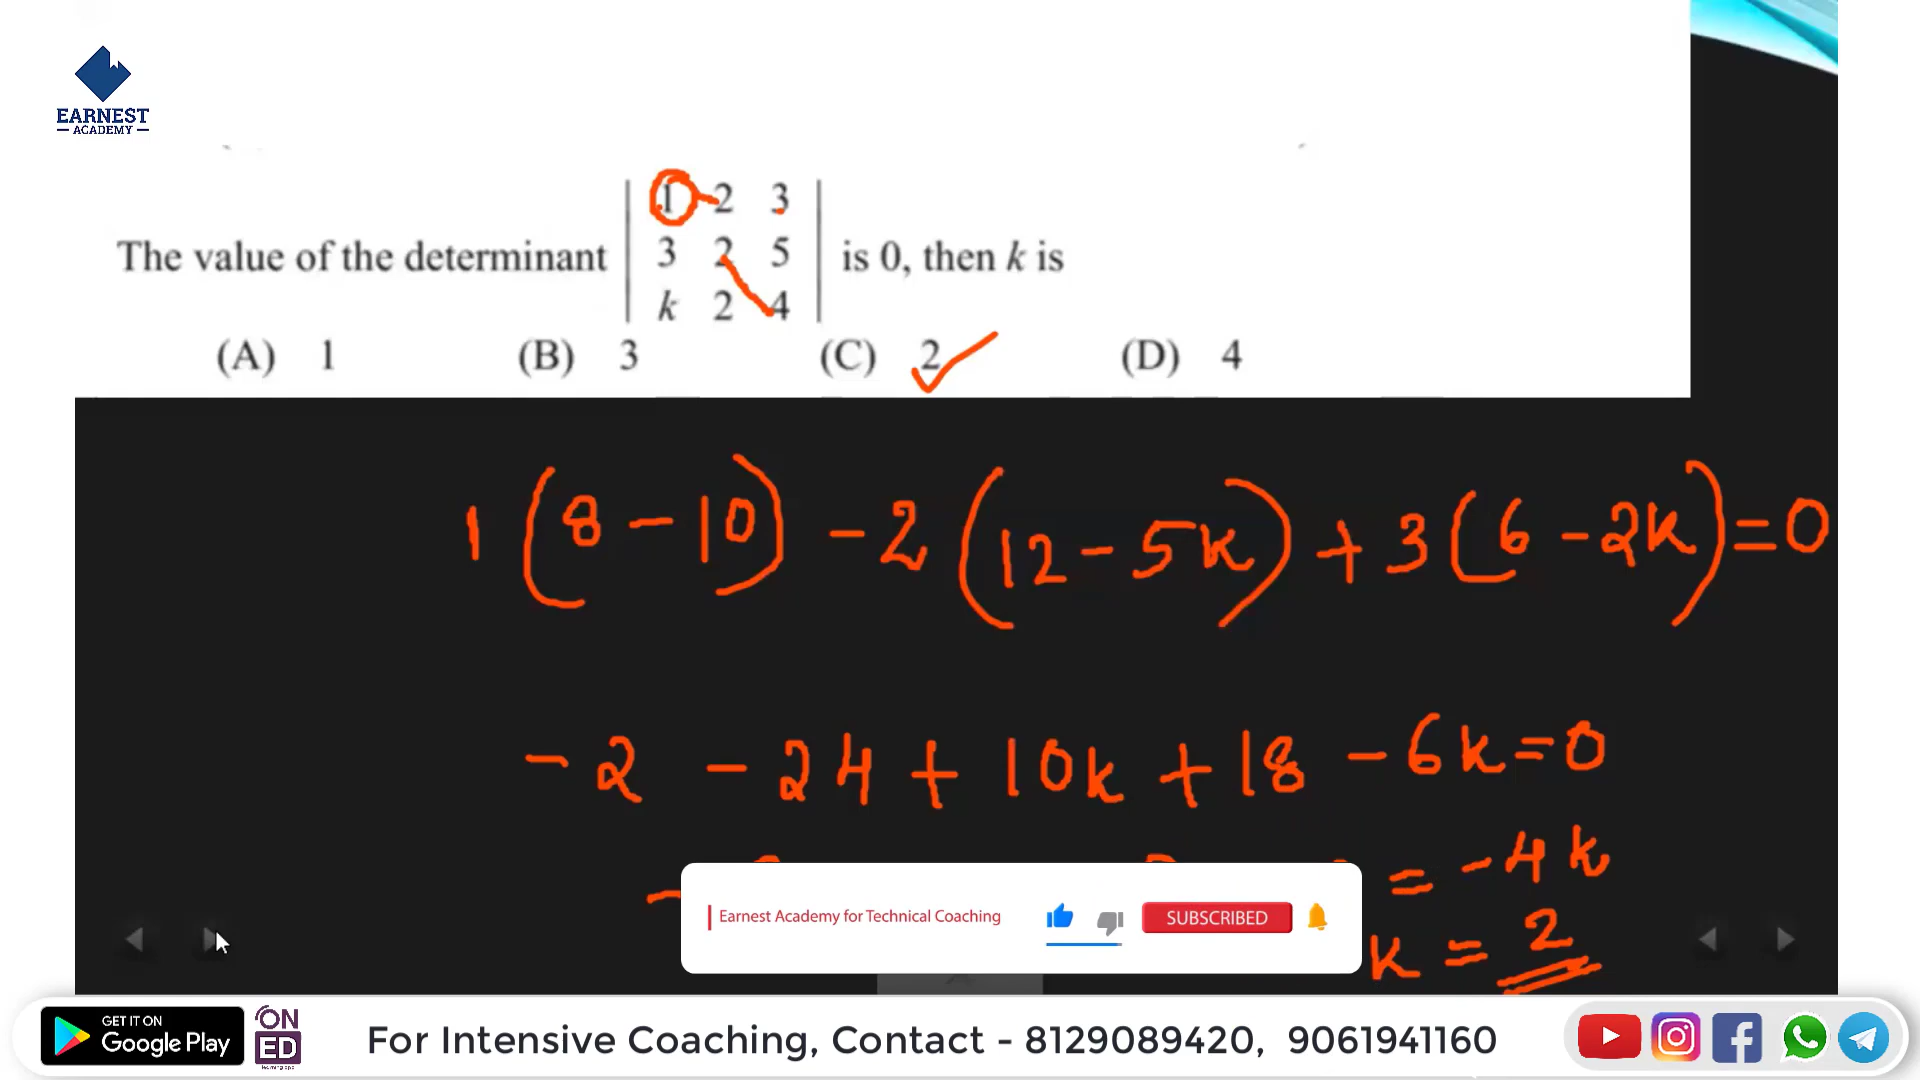 EARNEST
ACADEMY
The value of the determinant | 1 2 3 | is 0, then k is
3 2 5
k 2 4
(A) 1 (B) 3 (C) 2 (D) 4
1 (8 - 10) - 2 (12 - 5k) + 3 (6 - 2k) = 0
- 2 - 24 + 10k + 18 - 6k = 0
= -4k
Earnest Academy for Technical Coaching SUBSCRIBED
k = 2
GET IT ON
Google Play
ON
ED
For Intensive Coaching, Contact - 8129089420, 9061941160